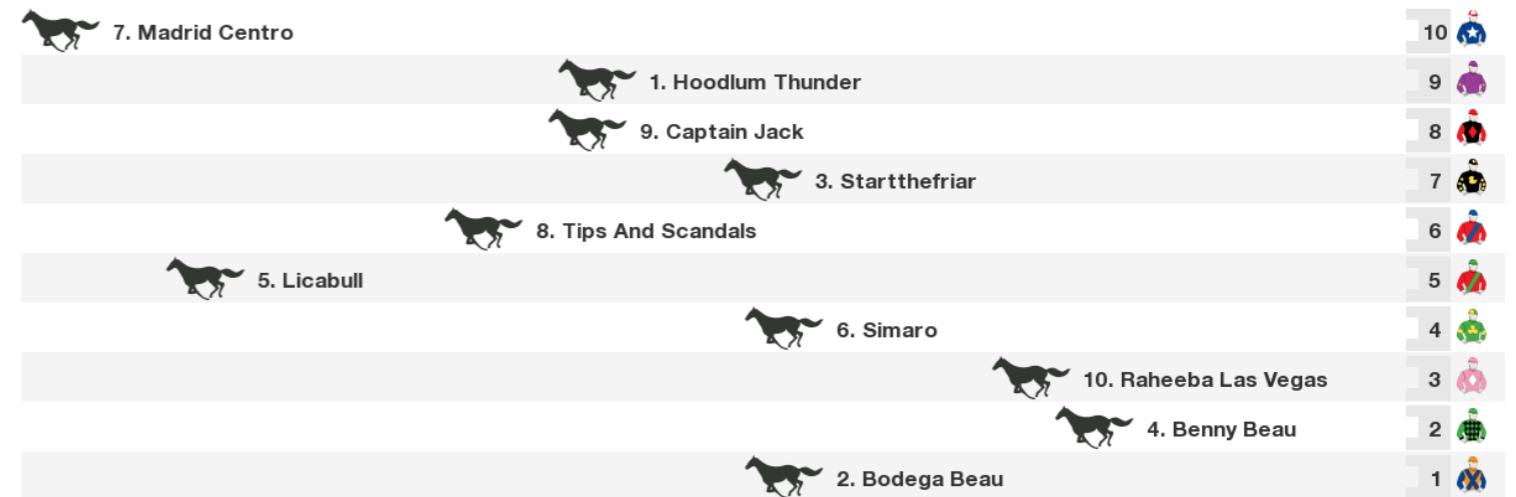 7. Madrid Centro 10
1. Hoodlum Thunder 9
9. Captain Jack 8
3. Startthefriar 7
8. Tips And Scandals 6
5. Licabull 5
6. Simaro 4
10. Raheeba Las Vegas 3
4. Benny Beau 2
2. Bodega Beau 1